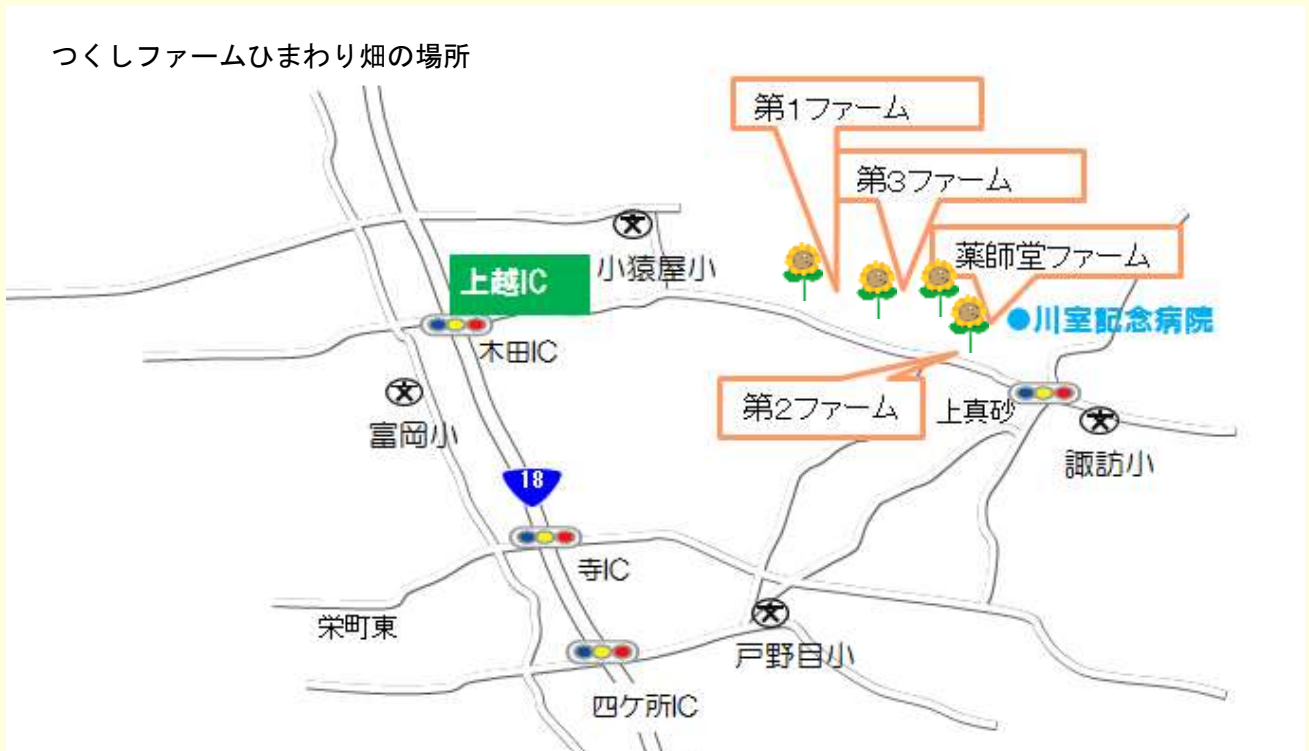 つくしファームひまわり畑の場所
第1ファーム
第3ファーム
薬師堂ファーム
小猿屋小
上越IC
川室記念病院
木田IC
第2ファーム
上真砂
富岡小
諏訪小
18
寺IC
栄町東
戸野目小
四ケ所IC